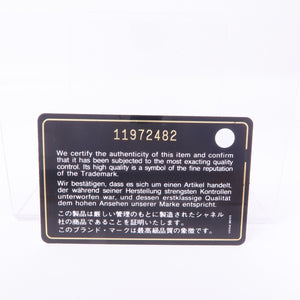 11972482
We certify the authenticity of this item and confirm
that it has been subjected to the most exacting quality
control. Its high quality is a symbol of the fine reputation
of the Trademark.
Wir bestätigen, dass es sich um einen Artikel handelt,
der während seiner Herstellung strengsten Kontrollen
unterworfen war, und dessen erstklassige Qualität
dem hohen Ansehen unserer Marke entspricht.
この製品は厳しい管理のもとに製造されたシャネル
社の商品であることを証明いたします。
このブランド・マークは最高級品質の象徴です。